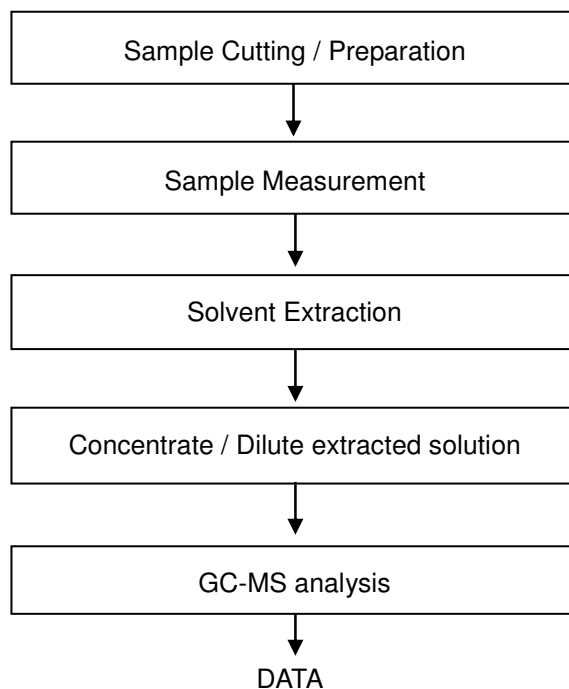 Sample Cutting / Preparation
Sample Measurement
Solvent Extraction
Concentrate / Dilute extracted solution
GC-MS analysis
DATA